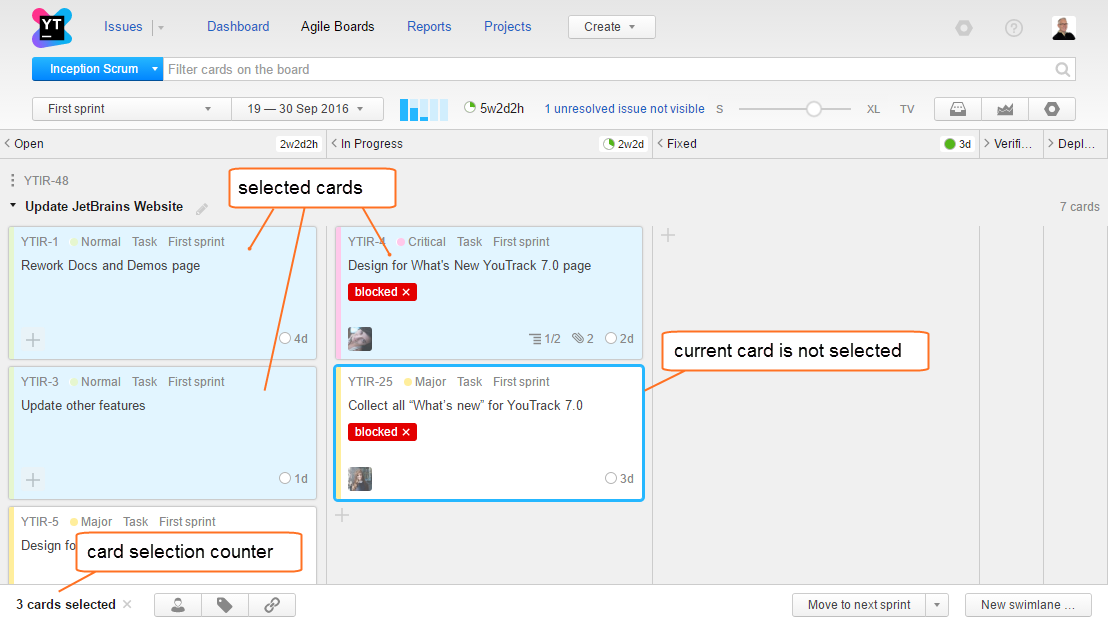 YT
Issues
Dashboard
Agile Boards
Reports
Projects
Create
Inception Scrum
Filter cards on the board
First sprint
19 — 30 Sep 2016
5w2d2h
1 unresolved issue not visible
S
XL
TV
Open
2w2d2h
In Progress
2w2d
Fixed
3d
Verifi...
Depl...
YTIR-48
Update JetBrains Website
7 cards
selected cards
YTIR-1 Normal Task First sprint
Rework Docs and Demos page
4d
YTIR-4 Critical Task First sprint
Design for What's New YouTrack 7.0 page
blocked ×
1/2 2 2d
current card is not selected
YTIR-3 Normal Task First sprint
Update other features
1d
YTIR-25 Major Task First sprint
Collect all “What's new” for YouTrack 7.0
blocked ×
3d
YTIR-5 Major Task First sprint
Design fo
card selection counter
3 cards selected ×
Move to next sprint
New swimlane ...